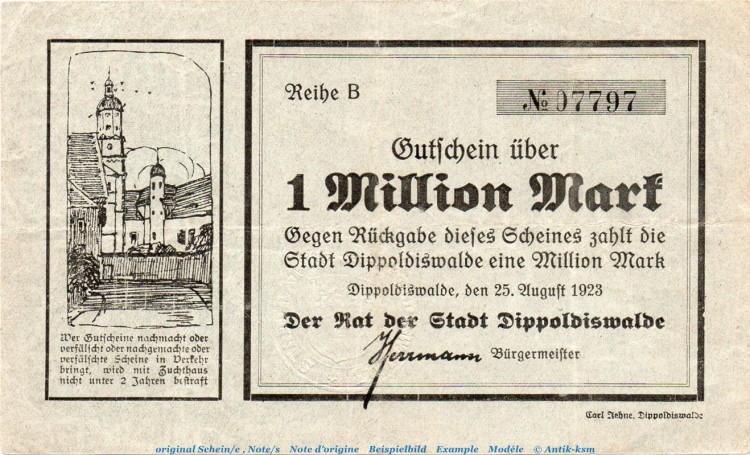 Wer Gutscheine nachmacht oder
verfälscht oder nachgemachte oder
verfälschte Scheine in Verkehr
bringt, wird mit Zuchthaus
nicht unter 2 Jahren bestraft
Reihe B
№ 07797
Gutschein über
1 Million Mark
Gegen Rückgabe dieses Scheines zahlt die
Stadt Dippoldiswalde eine Million Mark
Dippoldiswalde, den 25. August 1923
Der Rat der Stadt Dippoldiswalde
Herrmann Bürgermeister
Carl Jehne, Dippoldiswalde
original Schein/e , Note/s Note d'origine Beispielbild Example Modèle © Antik-ksm